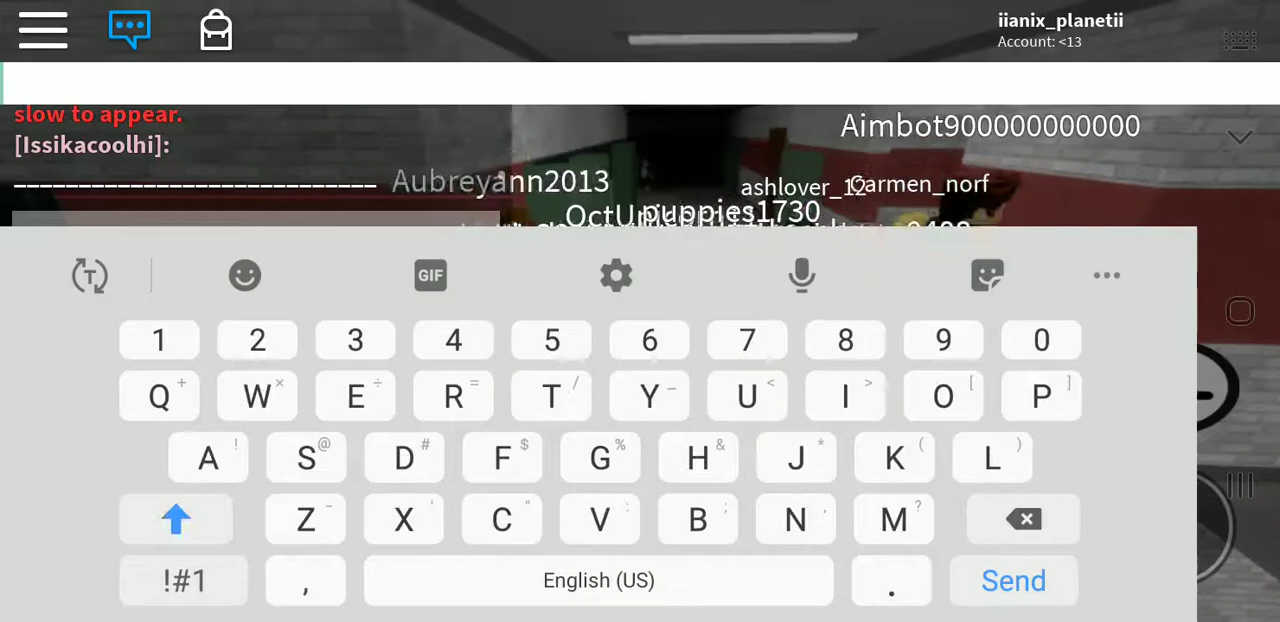 iianix_planetii
Account: <13
slow to appear.
[Issikacoolhi]:
____________________________
Aimbot900000000000
Aubreyann2013
ashlover_12
Carmen_norf
puppies1730
GIF
1 2 3 4 5 6 7 8 9 0
Q + W × E ÷ R = T / Y _ U < I > O [ P ]
A ! S @ D # F $ G % H & J * K ( L )
Z - X ' C " V : B ; N , M ?
!#1 , English (US) . Send